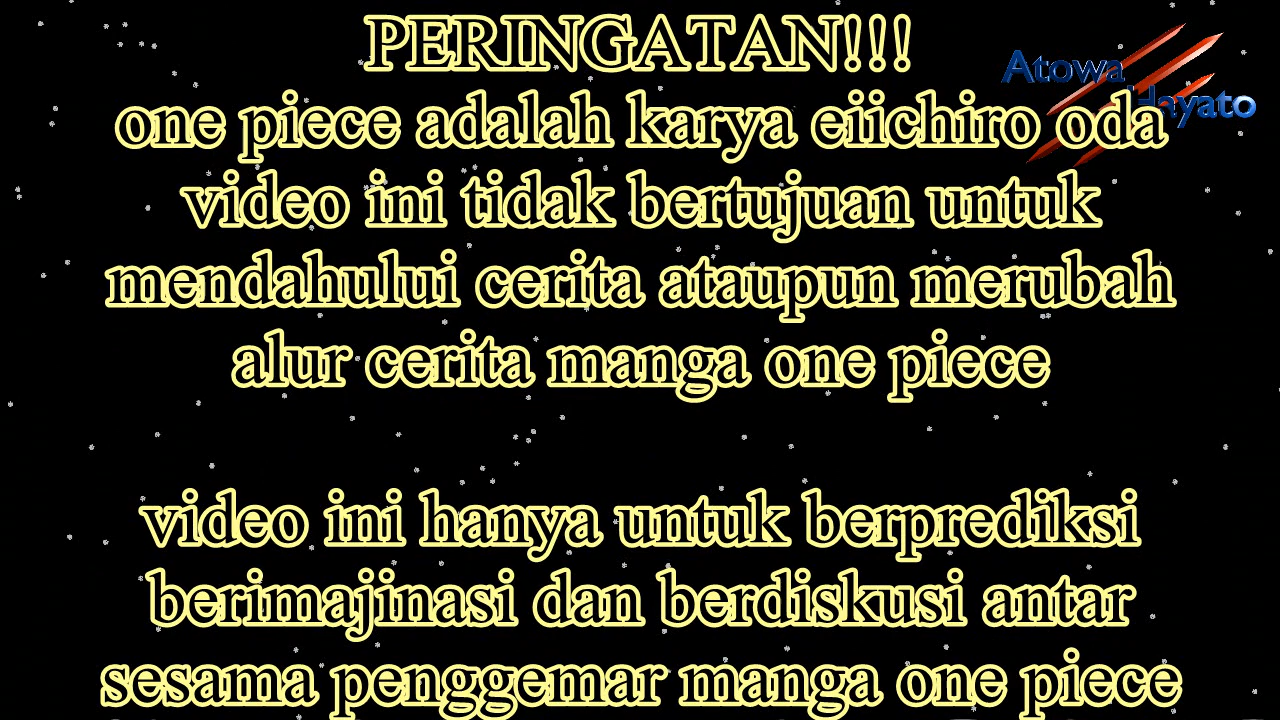 PERINGATAN!!!
Atowa
Hayato
one piece adalah karya eiichiro oda
video ini tidak bertujuan untuk
mendahului cerita ataupun merubah
alur cerita manga one piece
video ini hanya untuk berprediksi
berimajinasi dan berdiskusi antar
sesama penggemar manga one piece